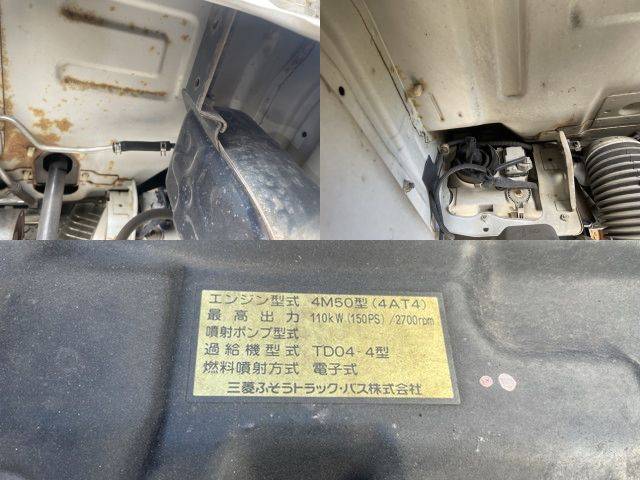 エンジン型式 4M50型(4AT4)
最高出力 110kW(150PS)/2700rpm
噴射ポンプ型式
過給機型式 TD04-4型
燃料噴射方式 電子式
三菱ふそうトラック・バス株式会社